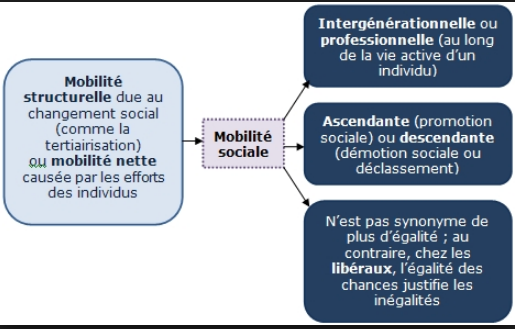 Mobilité
structurelle due au
changement social
(comme la
tertiairisation)
ou mobilité nette
causée par les efforts
des individus
Mobilité
sociale
Intergénérationnelle ou
professionnelle (au long
de la vie active d'un
individu)
Ascendante (promotion
sociale) ou descendante
(démotion sociale ou
déclassement)
N'est pas synonyme de
plus d'égalité ; au
contraire, chez les
libéraux, l'égalité des
chances justifie les
inégalités